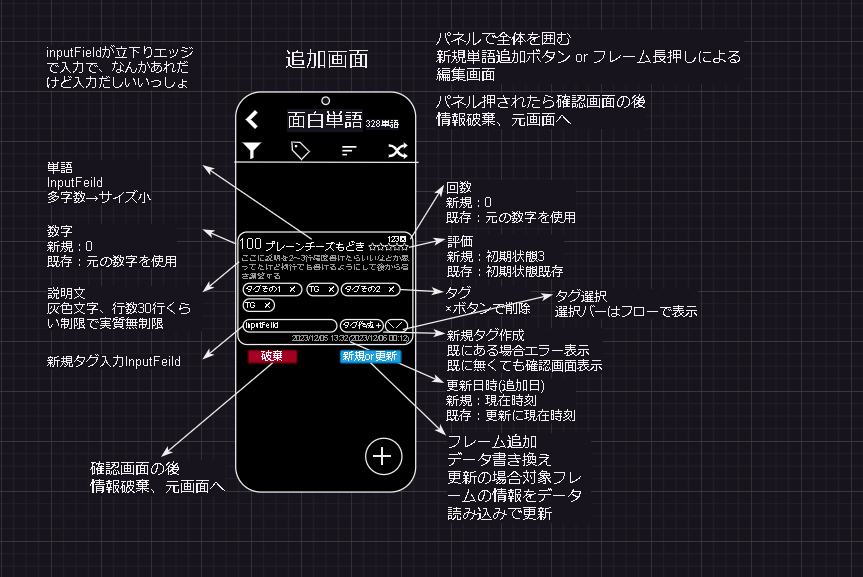 inputFieldが立下りエッジ
で入力で、なんかあれだ
けど入力だしいいっしょ
追加画面
パネルで全体を囲む
新規単語追加ボタン or フレーム長押しによる
編集画面
パネル押されたら確認画面の後
情報破棄、元画面へ
面白単語 328単語
単語
InputFeild
多字数→サイズ小
数字
新規：0
既存：元の数字を使用
説明文
灰色文字、行数30行くら
い制限で実質無制限
新規タグ入力InputFeild
123回
100 プレーンチーズもどき ☆☆☆☆☆
ここに説明を2〜3行程度書けたらいいなとか思
ってたけど何行でも書けるようにして後から高
さ調整する
タグその1 ×
TG ×
タグその2 ×
TG ×
InputFeild
タグ作成+
2023/12/05 13:32(2023/12/05 00:12)
破棄
新規or更新
回数
新規：0
既存：元の数字を使用
評価
新規：初期状態3
既存：初期状態既存
タグ
×ボタンで削除
タグ選択
選択バーはフローで表示
新規タグ作成
既にある場合エラー表示
既に無くても確認画面表示
更新日時(追加日)
新規：現在時刻
既存：更新に現在時刻
フレーム追加
データ書き換え
更新の場合対象フレ
ームの情報をデータ
読み込みで更新
確認画面の後
情報破棄、元画面へ